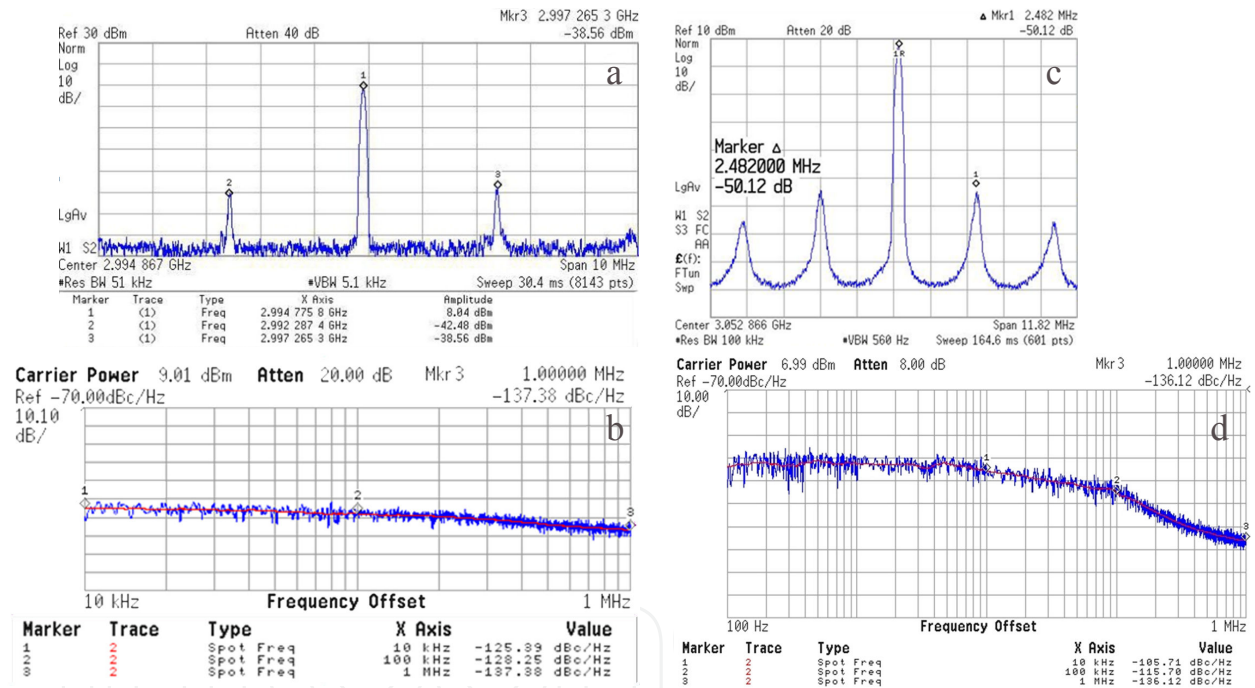 Mkr3 2.997 265 3 GHz
Ref 30 dBm Atten 40 dB -38.56 dBm
Norm
Log
10
dB/
a
1
2
3
LgAv
W1 S2
Center 2.994 867 GHz Span 10 MHz
*Res BW 51 kHz *VBW 5.1 kHz Sweep 30.4 ms (8143 pts)
Marker Trace Type X Axis Amplitude
1 (1) Freq 2.994 775 8 GHz 8.04 dBm
2 (1) Freq 2.992 287 4 GHz -42.48 dBm
3 (1) Freq 2.997 265 3 GHz -38.56 dBm
Carrier Power 9.01 dBm Atten 20.00 dB Mkr3 1.00000 MHz
Ref -70.00dBc/Hz -137.38 dBc/Hz
10.10
dB/
b
1
2
3
10 kHz Frequency Offset 1 MHz
Marker Trace Type X Axis Value
1 2 Spot Freq 10 kHz -125.39 dBc/Hz
2 2 Spot Freq 100 kHz -128.25 dBc/Hz
3 2 Spot Freq 1 MHz -137.38 dBc/Hz
Δ Mkr1 2.482 MHz
Ref 10 dBm Atten 20 dB -50.12 dB
Norm
Log
10
dB/
c
1R
Marker Δ
2.482000 MHz
-50.12 dB
1
LgAv
W1 S2
S3 FC
AA
£(f):
FTun
Swp
Center 3.052 866 GHz Span 11.82 MHz
*Res BW 100 kHz *VBW 560 Hz Sweep 164.6 ms (601 pts)
Carrier Power 6.99 dBm Atten 8.00 dB Mkr3 1.00000 MHz
Ref -70.00dBc/Hz -136.12 dBc/Hz
10.00
dB/
d
1
2
3
100 Hz Frequency Offset 1 MHz
Marker Trace Type X Axis Value
1 2 Spot Freq 10 kHz -105.71 dBc/Hz
2 2 Spot Freq 100 kHz -115.70 dBc/Hz
3 2 Spot Freq 1 MHz -136.12 dBc/Hz